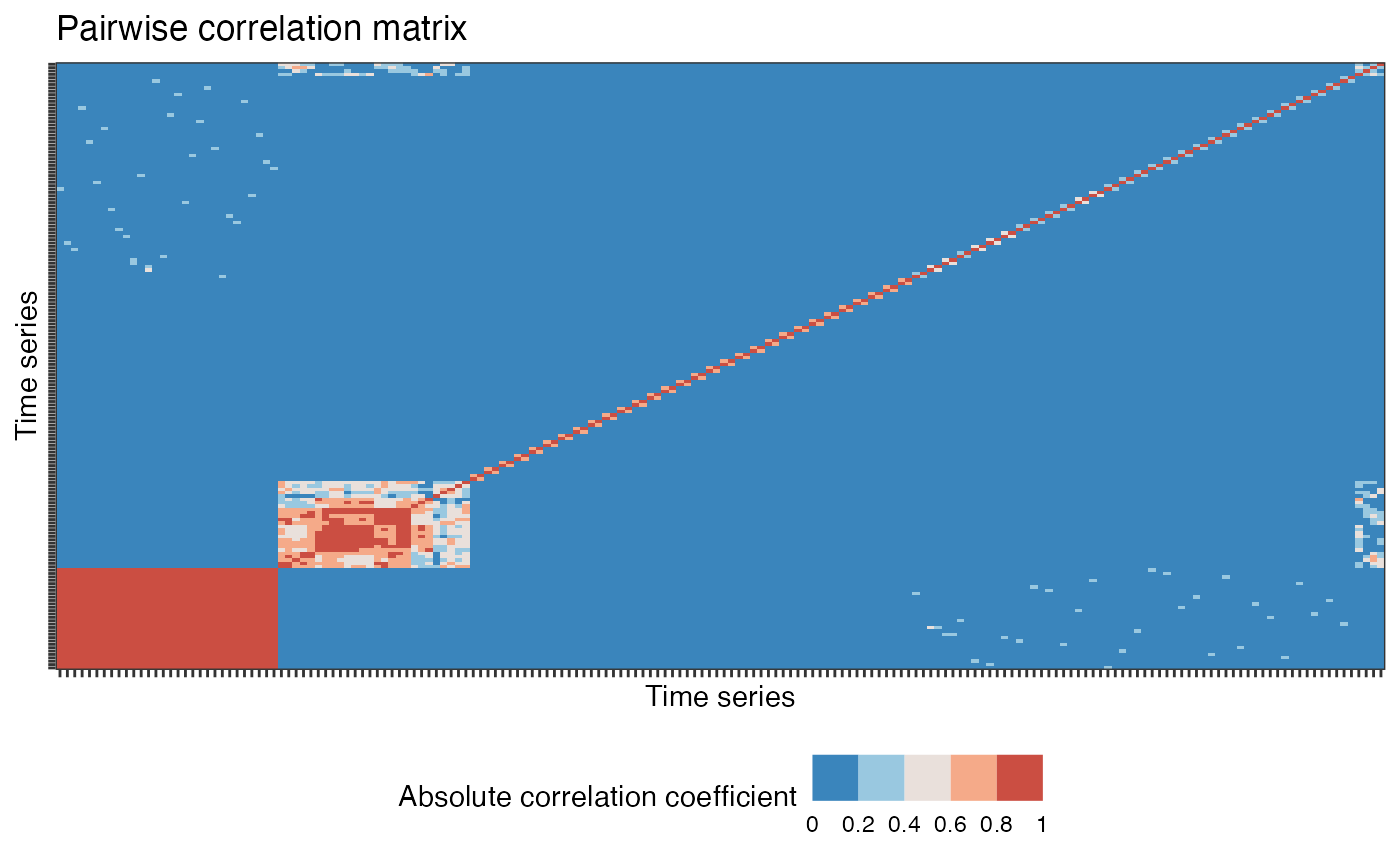 Pairwise correlation matrix
Time series
Time series
Absolute correlation coefficient
0 0.2 0.4 0.6 0.8 1